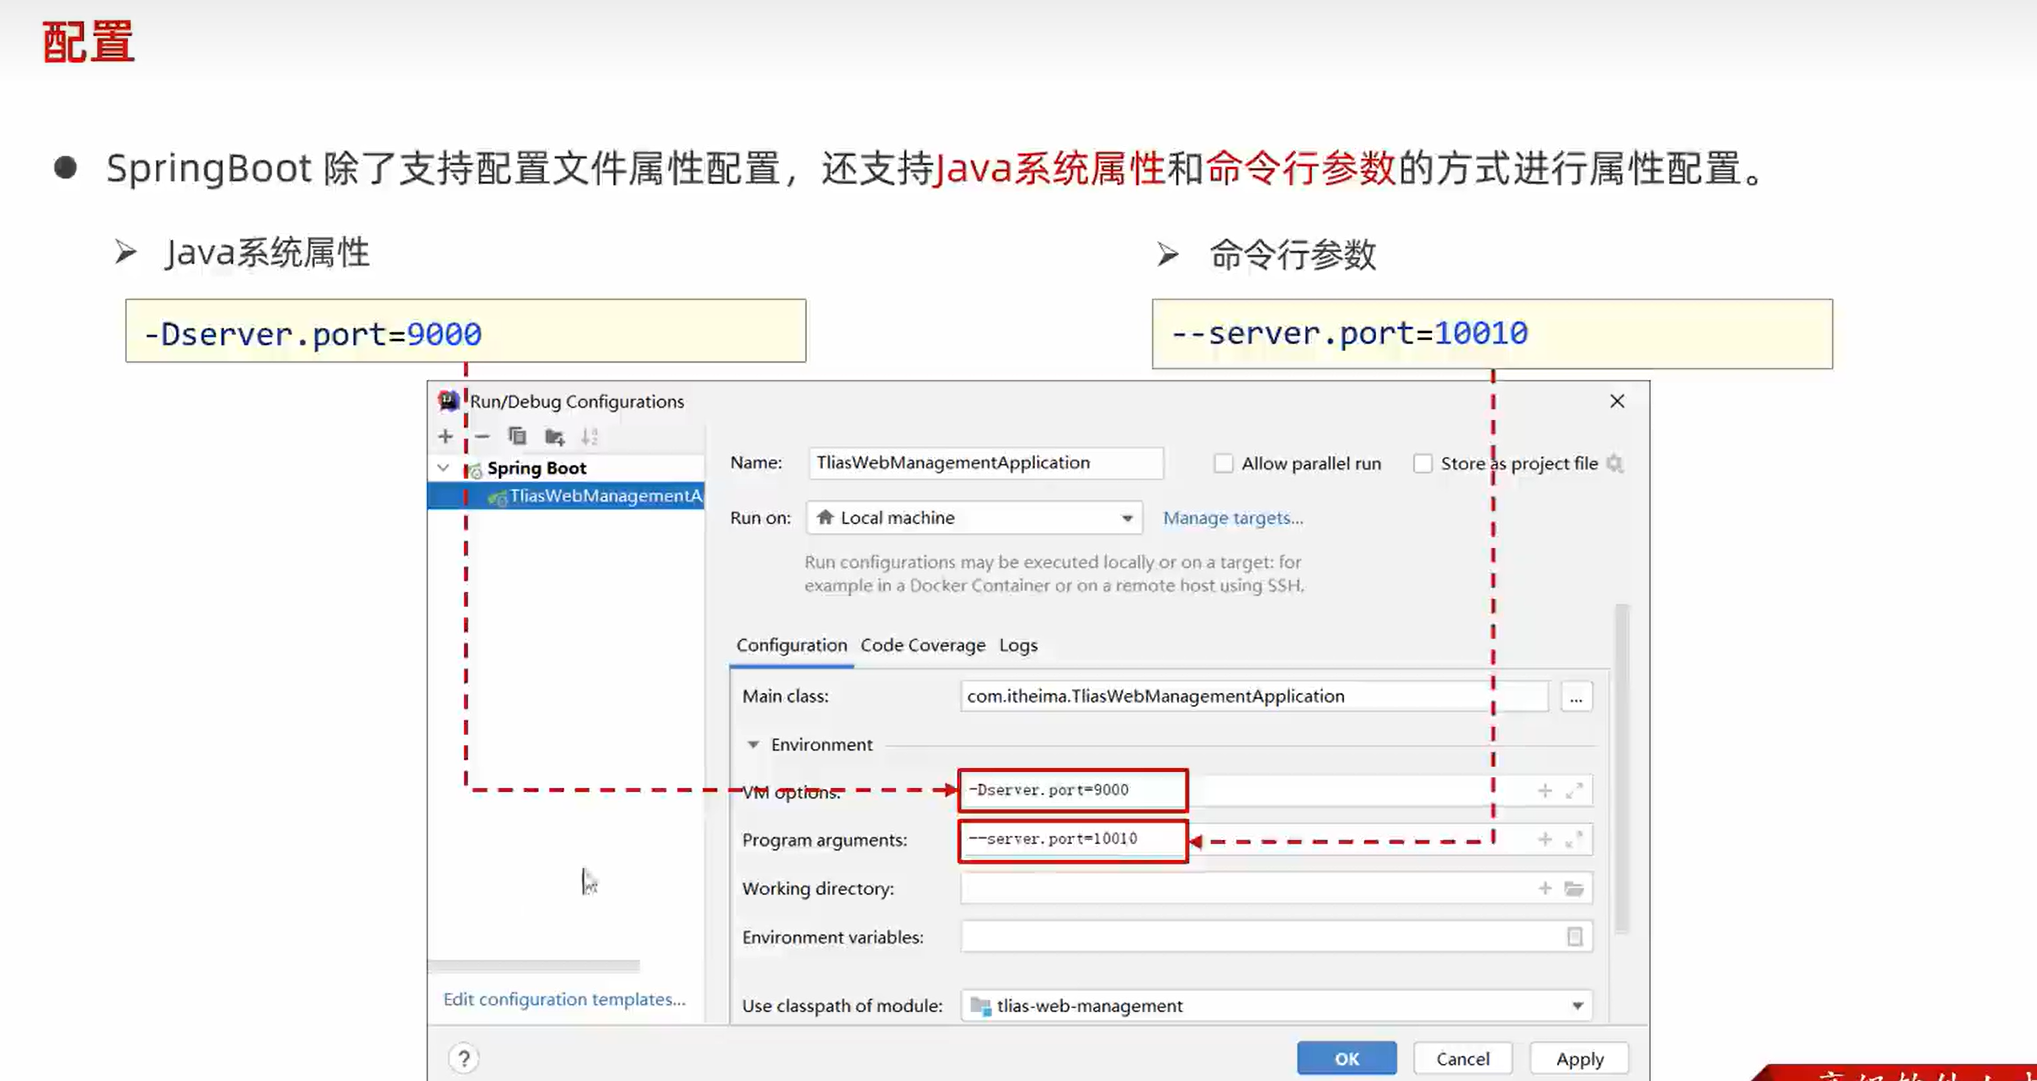 配置
SpringBoot 除了支持配置文件属性配置，还支持Java系统属性和命令行参数的方式进行属性配置。
Java系统属性
命令行参数
-Dserver.port=9000
--server.port=10010
Run/Debug Configurations
Spring Boot
TliasWebManagementA
Name: TliasWebManagementApplication Allow parallel run Store as project file
Run on: Local machine Manage targets...
Run configurations may be executed locally or on a target: for
example in a Docker Container or on a remote host using SSH.
Configuration Code Coverage Logs
Main class: com.itheima.TliasWebManagementApplication ...
Environment
VM options: -Dserver.port=9000
Program arguments: --server.port=10010
Working directory:
Environment variables:
Edit configuration templates...
Use classpath of module: tlias-web-management
? OK Cancel Apply